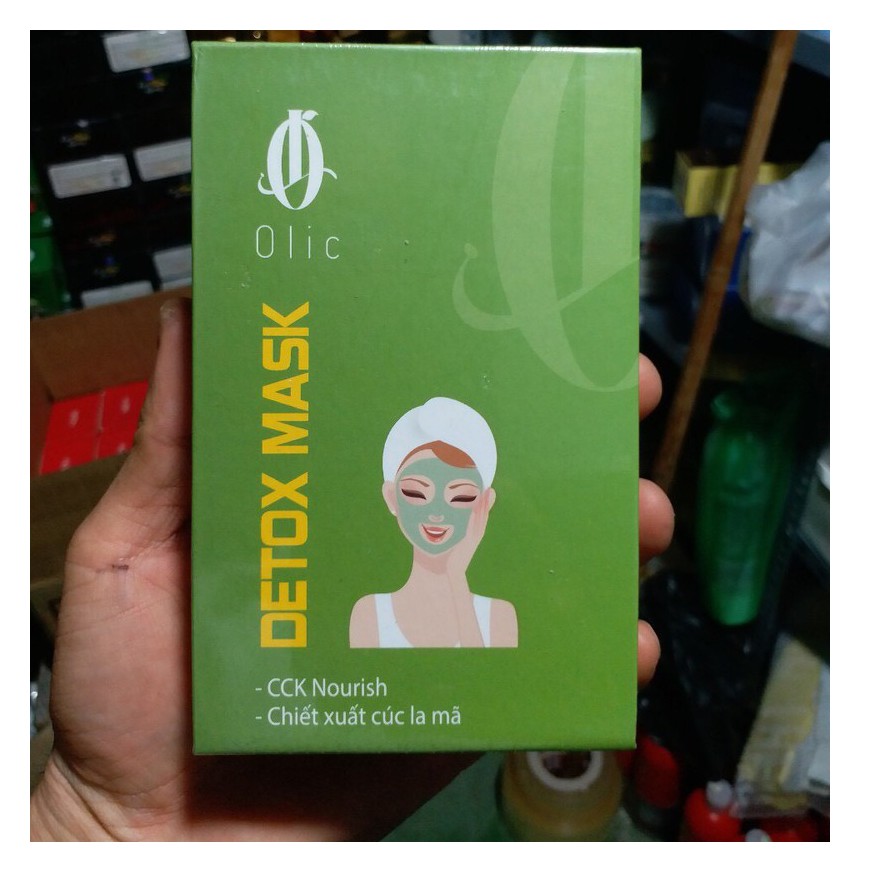 Olic
DETOX MASK
- CCK Nourish
- Chiết xuất cúc la mã